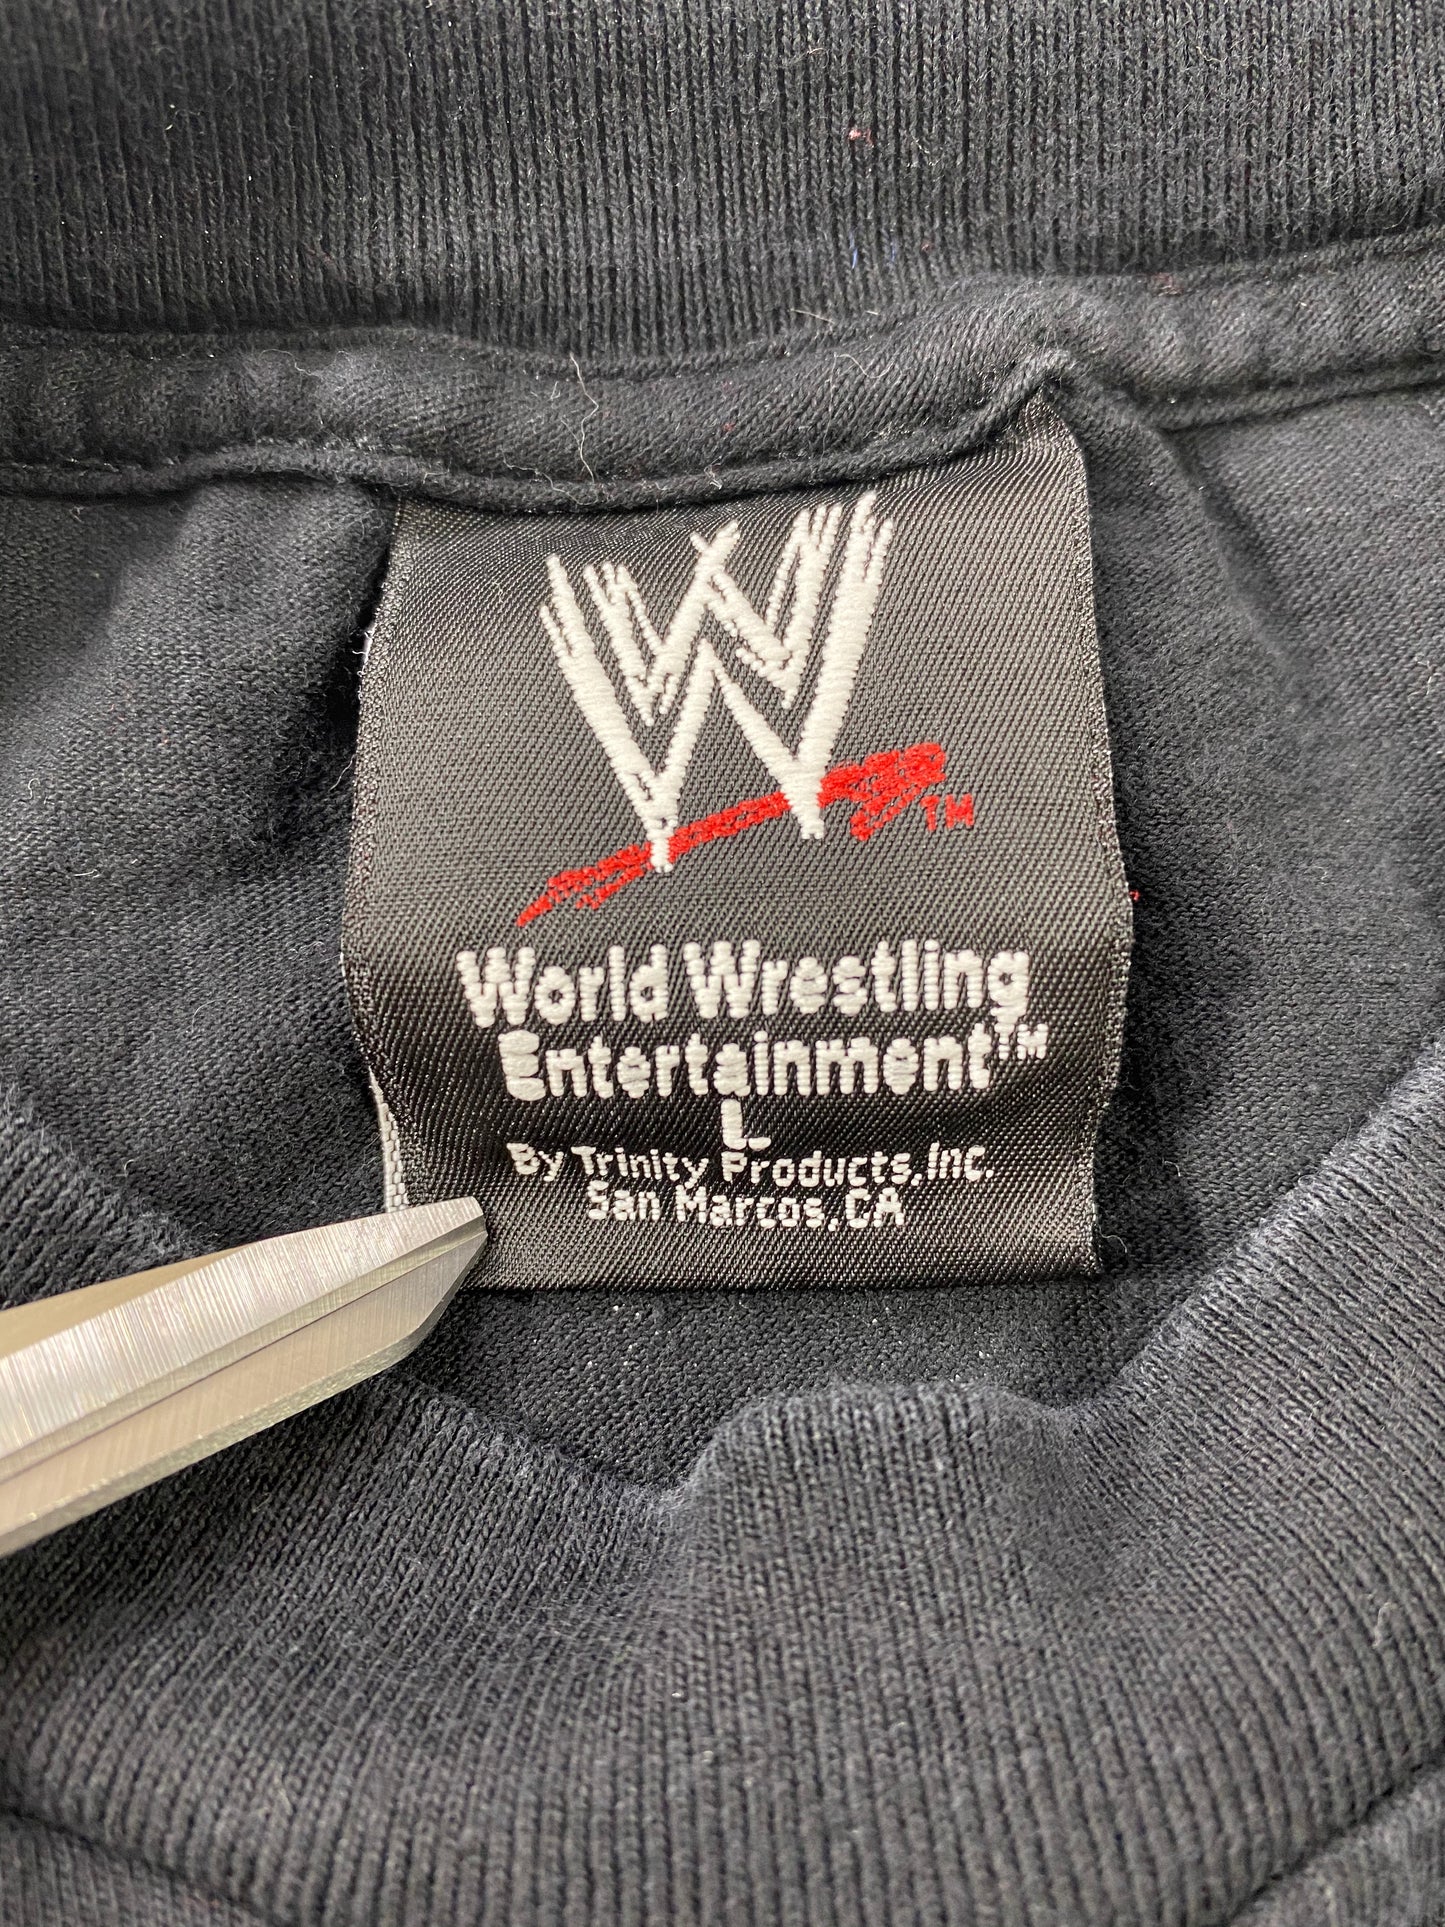 W
TM
World Wrestling
Entertainment™
L
By Trinity Products, Inc.
San Marcos, CA